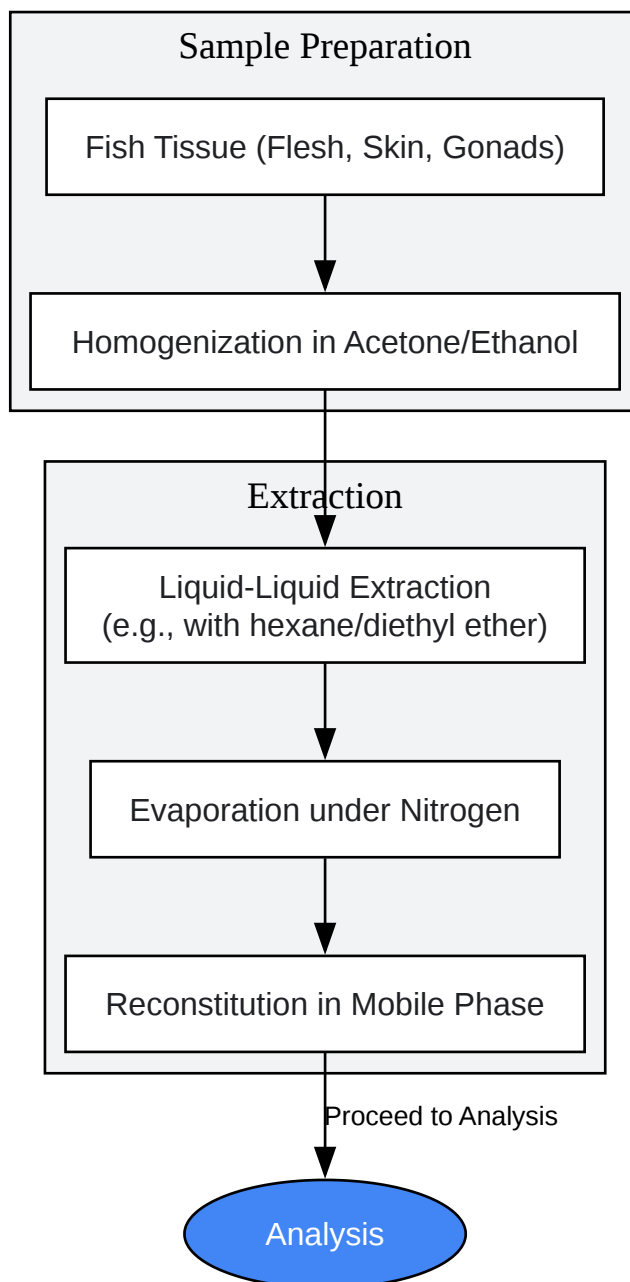 Sample Preparation
Fish Tissue (Flesh, Skin, Gonads)
Homogenization in Acetone/Ethanol
Extraction
Liquid-Liquid Extraction
(e.g., with hexane/diethyl ether)
Evaporation under Nitrogen
Reconstitution in Mobile Phase
Proceed to Analysis
Analysis